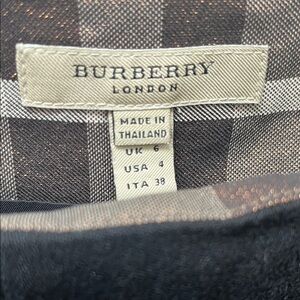 BURBERRY
LONDON
MADE IN
THAILAND
UK 6
USA 4
ITA 38